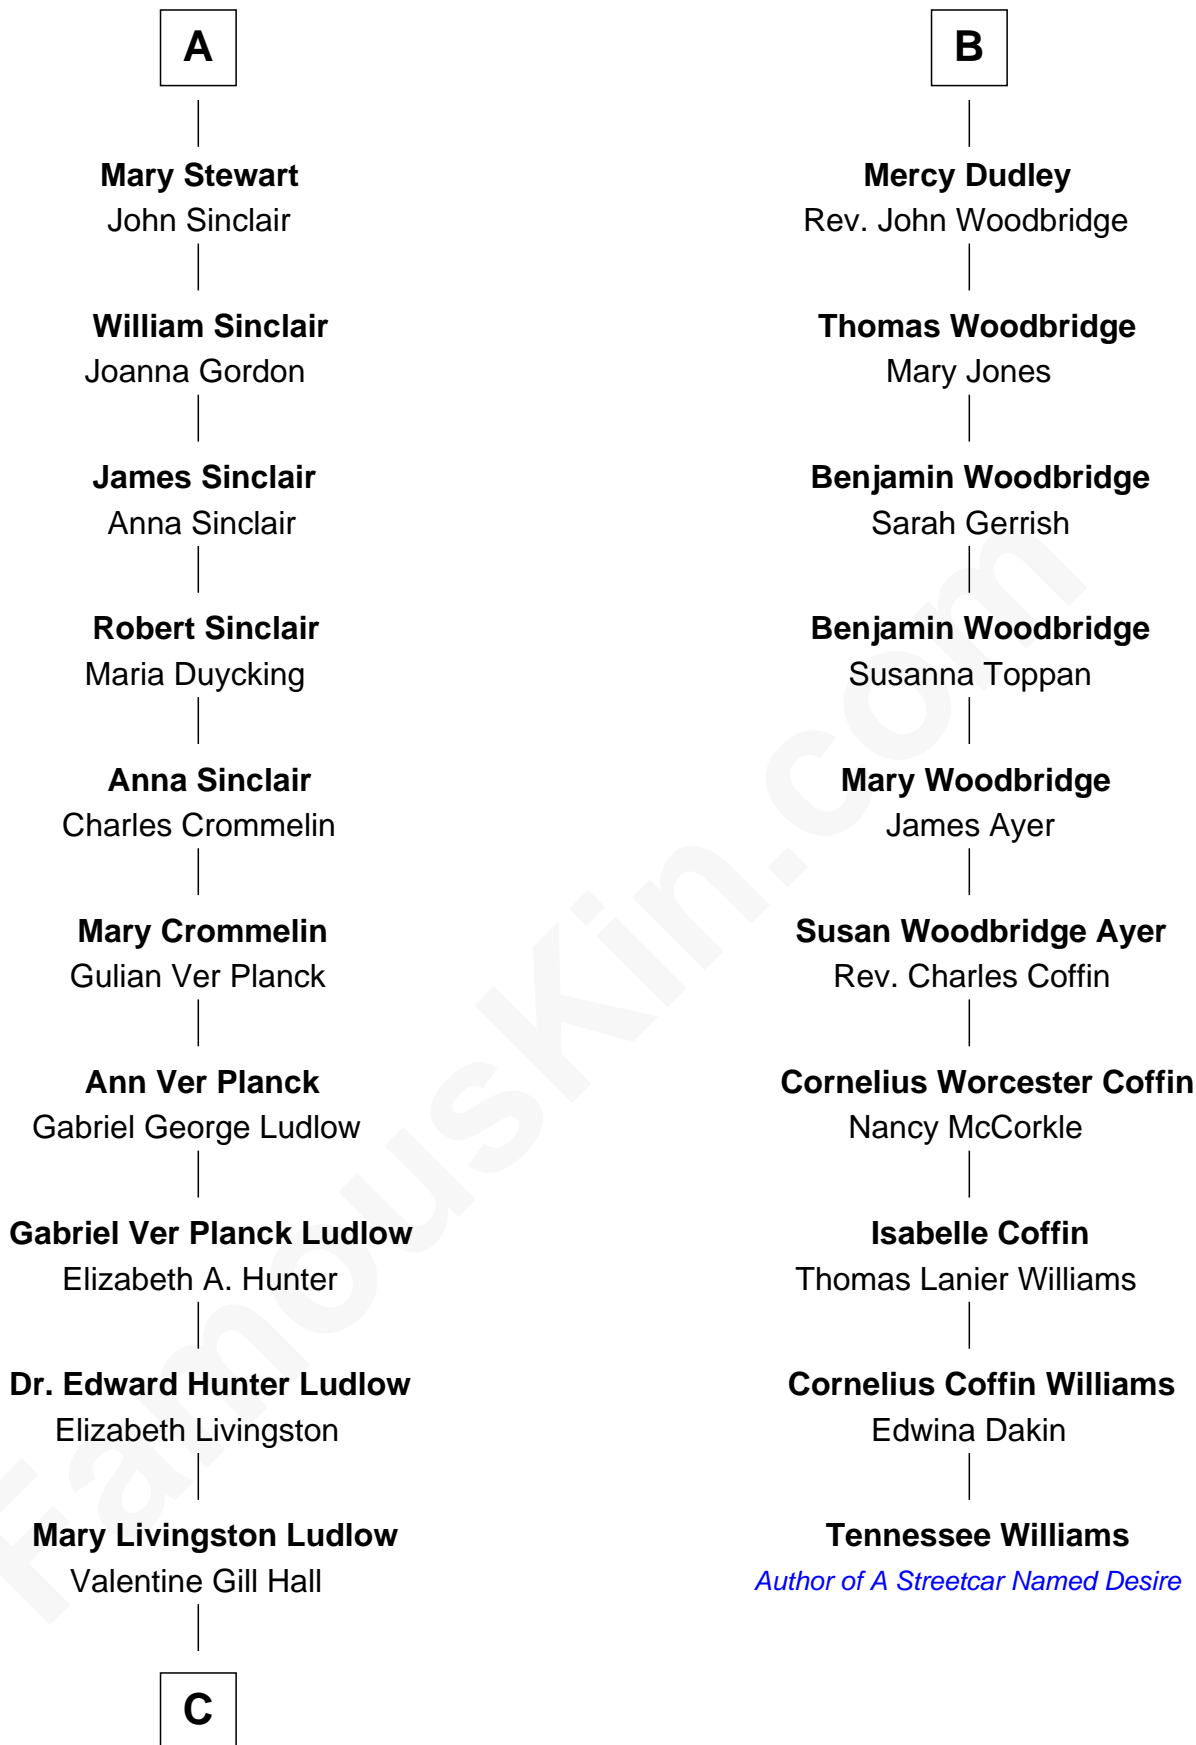 A
Mary Stewart
John Sinclair
William Sinclair
Joanna Gordon
James Sinclair
Anna Sinclair
Robert Sinclair
Maria Duycking
Anna Sinclair
Charles Crommelin
Mary Crommelin
Gulian Ver Planck
Ann Ver Planck
Gabriel George Ludlow
Gabriel Ver Planck Ludlow
Elizabeth A. Hunter
Dr. Edward Hunter Ludlow
Elizabeth Livingston
Mary Livingston Ludlow
Valentine Gill Hall
C
B
Mercy Dudley
Rev. John Woodbridge
Thomas Woodbridge
Mary Jones
Benjamin Woodbridge
Sarah Gerrish
Benjamin Woodbridge
Susanna Toppan
Mary Woodbridge
James Ayer
Susan Woodbridge Ayer
Rev. Charles Coffin
Cornelius Worcester Coffin
Nancy McCorkle
Isabelle Coffin
Thomas Lanier Williams
Cornelius Coffin Williams
Edwina Dakin
Tennessee Williams
Author of A Streetcar Named Desire
FamousKin.com